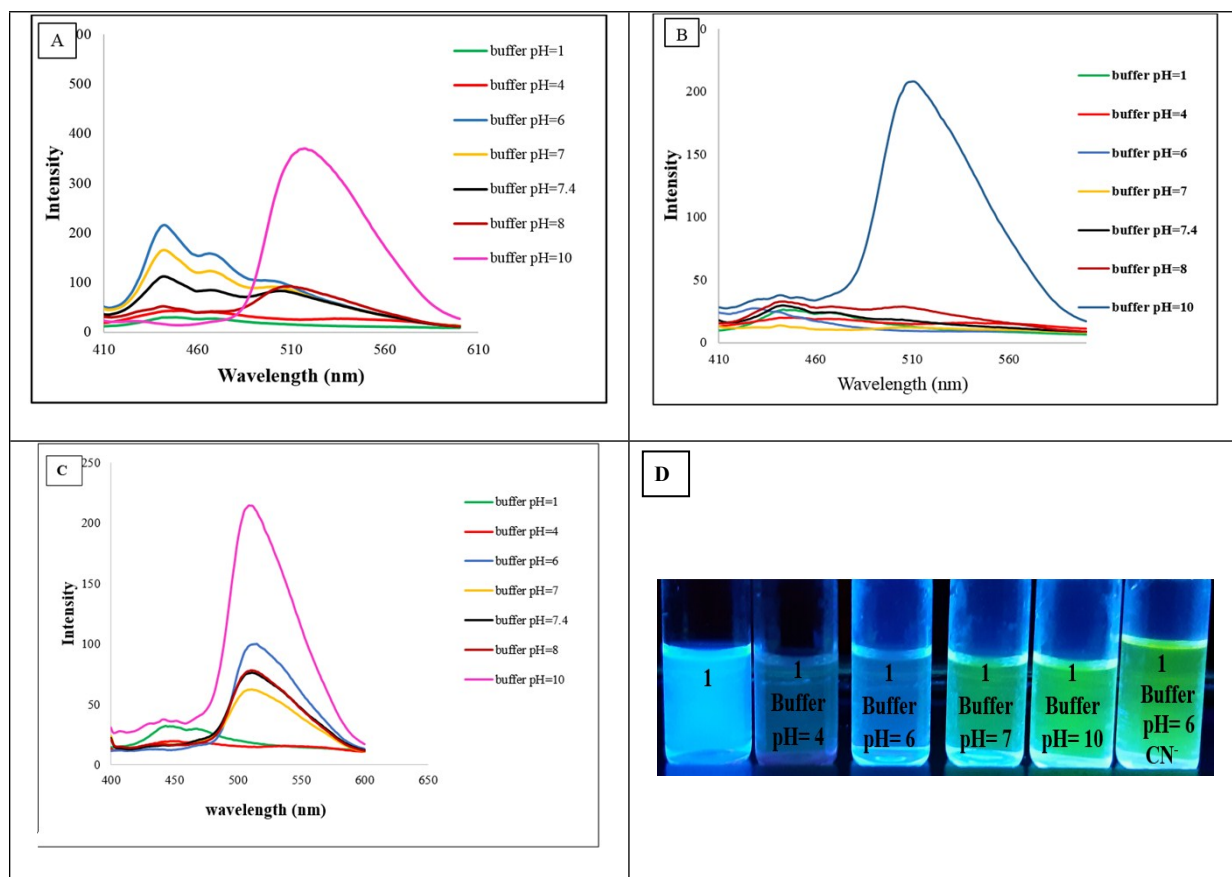 A
00
500
400
300
200
100
0
Intensity
410 460 510 560 610
Wavelength (nm)
buffer pH=1
buffer pH=4
buffer pH=6
buffer pH=7
buffer pH=7.4
buffer pH=8
buffer pH=10
B
0
200
150
100
50
0
Intensity
410 460 510 560
Wavelength (nm)
buffer pH=1
buffer pH=4
buffer pH=6
buffer pH=7
buffer pH=7.4
buffer pH=8
buffer pH=10
C
250
200
150
100
50
0
Intensity
400 450 500 550 600 650
wavelength (nm)
buffer pH=1
buffer pH=4
buffer pH=6
buffer pH=7
buffer pH=7.4
buffer pH=8
buffer pH=10
D
1
1
Buffer
pH= 4
1
Buffer
pH= 6
1
Buffer
pH= 7
1
Buffer
pH= 10
1
Buffer
pH= 6
CN-